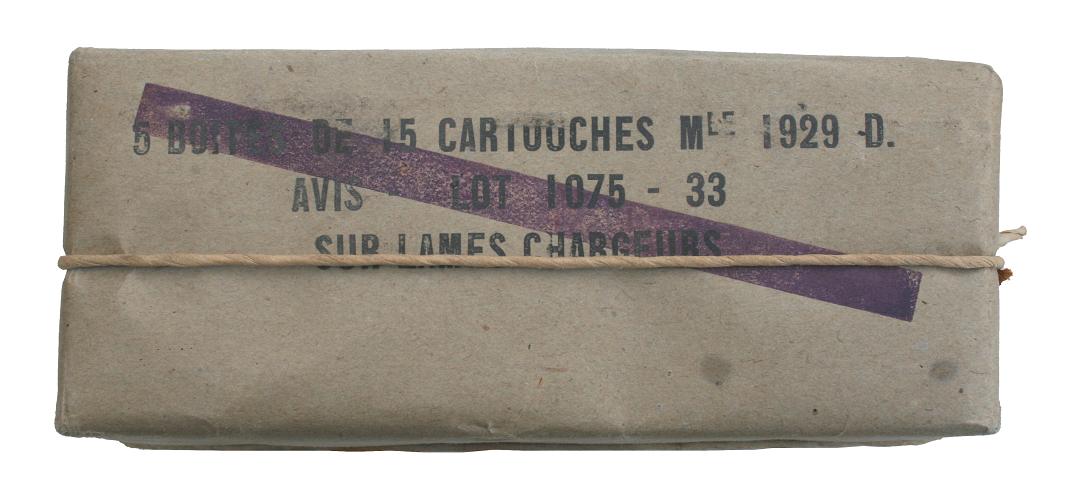 5 BOITES DE 15 CARTOUCHES MLE 1929 D.
AVIS - LOT 1075 - 33
SUR LAMES CHARGEURS